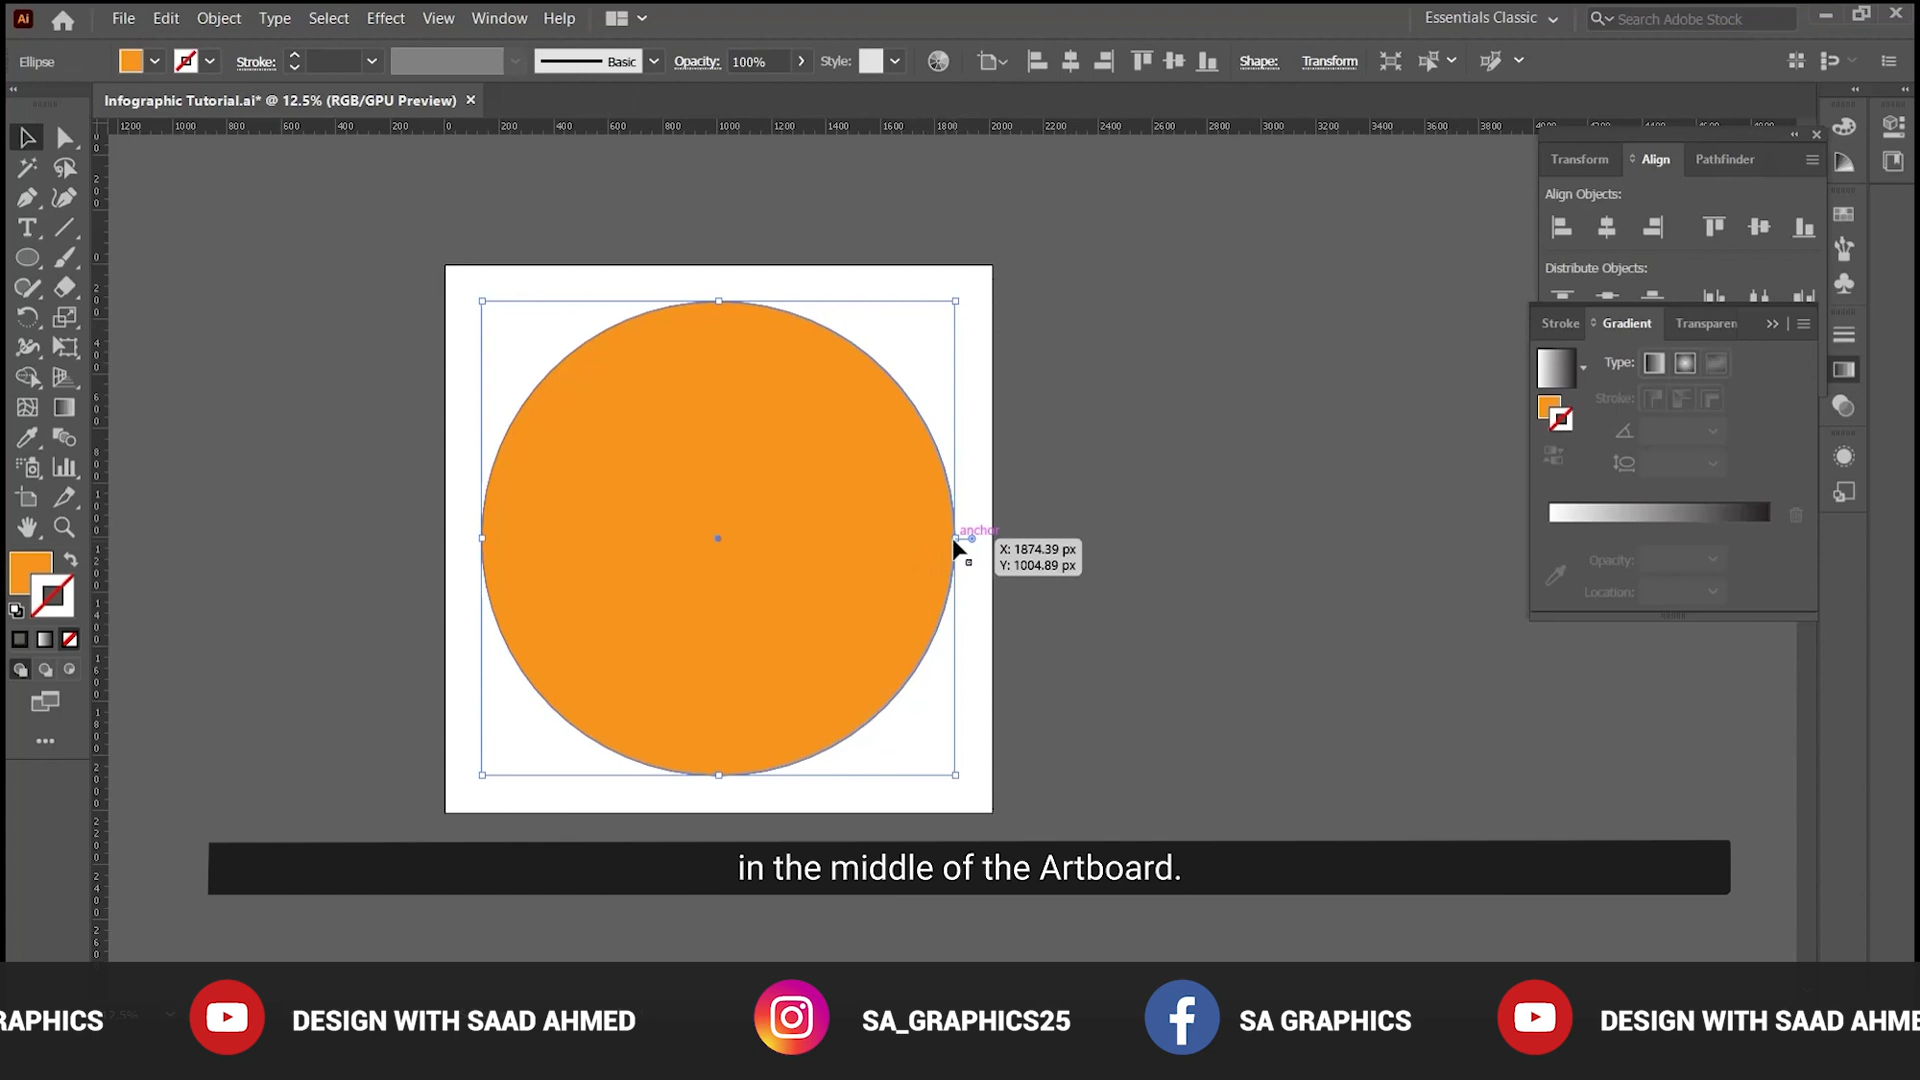 Ai File Edit Object Type Select Effect View Window Help Essentials Classic Search Adobe Stock
Ellipse Stroke: Basic Opacity: 100% Style: Shape: Transform
Infographic Tutorial.ai* @ 12.5% (RGB/GPU Preview)
1200 1000 800 600 400 200 0 200 400 600 800 1000 1200 1400 1600 1800 2000 2200 2400 2600 2800 3000 3200 3400 3600 3800
Transform Align Pathfinder
Align Objects:
Distribute Objects:
Stroke Gradient Transparen
Type:
Stroke:
anchor
X: 1874.39 px
Y: 1004.89 px
Opacity:
Location:
in the middle of the Artboard.
RAPHICS DESIGN WITH SAAD AHMED SA_GRAPHICS25 SA GRAPHICS DESIGN WITH SAAD AHME